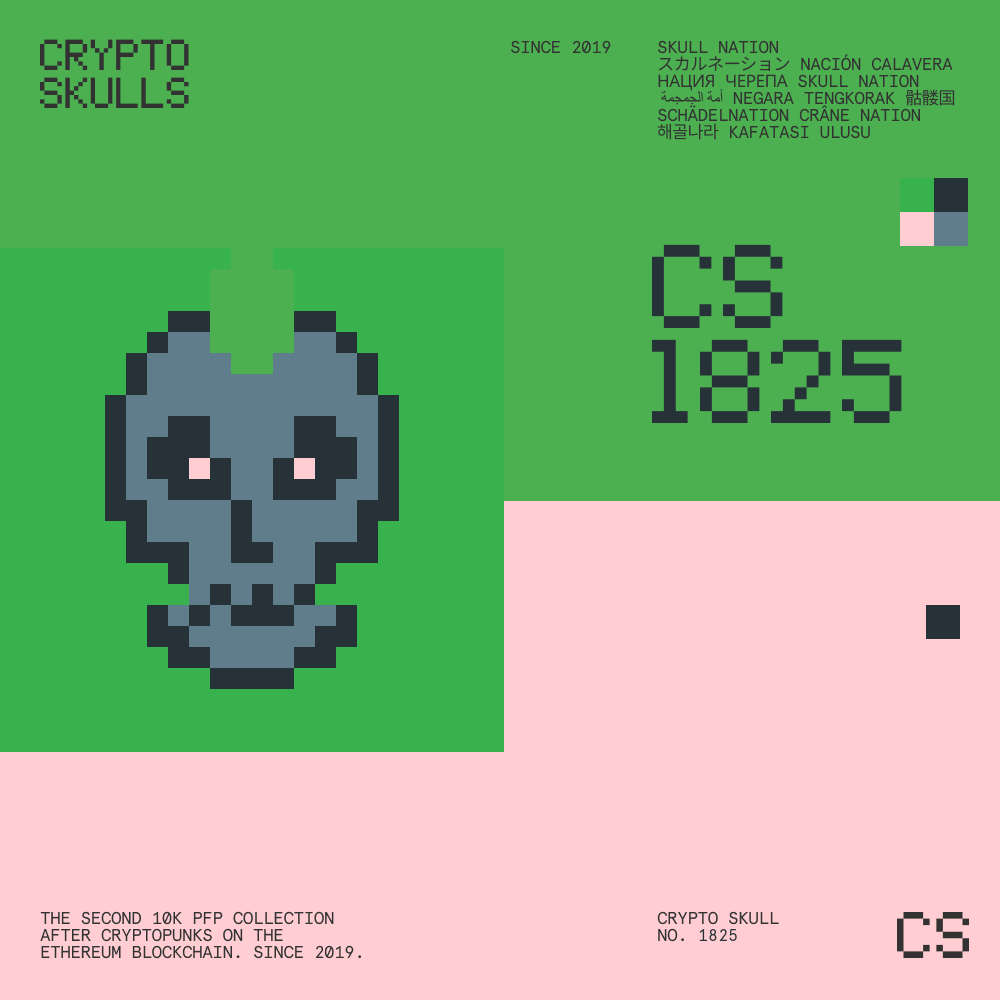 CRYPTO
SKULLS
SINCE 2019
SKULL NATION
スカルネーション NACIÓN CALAVERA
НАЦИЯ ЧЕРЕПА SKULL NATION
أمة الجمجمة NEGARA TENGKORAK 骷髅国
SCHÄDELNATION CRÂNE NATION
해골나라 KAFATASI ULUSU
CS
1825
THE SECOND 10K PFP COLLECTION
AFTER CRYPTOPUNKS ON THE
ETHEREUM BLOCKCHAIN. SINCE 2019.
CRYPTO SKULL
NO. 1825
CS